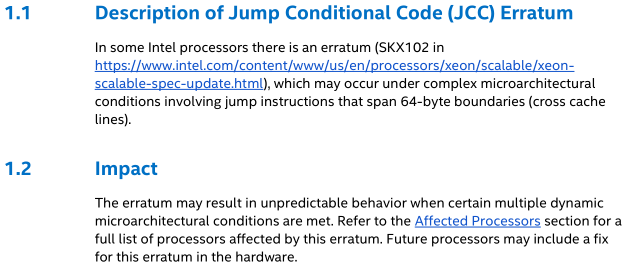 1.1 Description of Jump Conditional Code (JCC) Erratum
In some Intel processors there is an erratum (SKX102 in
https://www.intel.com/content/www/us/en/processors/xeon/scalable/xeon-
scalable-spec-update.html), which may occur under complex microarchitectural
conditions involving jump instructions that span 64-byte boundaries (cross cache
lines).
1.2 Impact
The erratum may result in unpredictable behavior when certain multiple dynamic
microarchitectural conditions are met. Refer to the Affected Processors section for a
full list of processors affected by this erratum. Future processors may include a fix
for this erratum in the hardware.